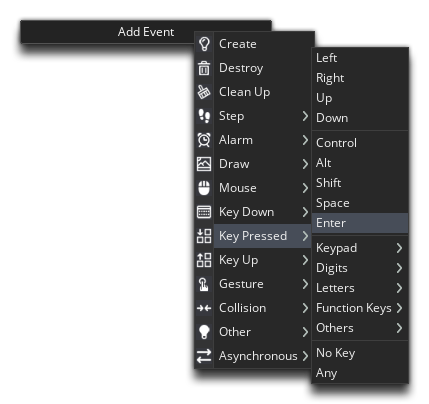 Add Event
Create
Destroy
Clean Up
Step
Alarm
Draw
Mouse
Key Down
Key Pressed
Key Up
Gesture
Collision
Other
Asynchronous
Left
Right
Up
Down
Control
Alt
Shift
Space
Enter
Keypad
Digits
Letters
Function Keys
Others
No Key
Any